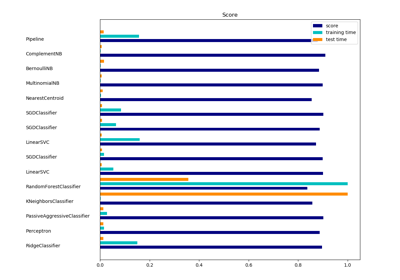 Score
score
training time
test time
Pipeline
ComplementNB
BernoulliNB
MultinomialNB
NearestCentroid
SGDClassifier
SGDClassifier
LinearSVC
SGDClassifier
LinearSVC
RandomForestClassifier
KNeighborsClassifier
PassiveAggressiveClassifier
Perceptron
RidgeClassifier
0.0 0.2 0.4 0.6 0.8 1.0